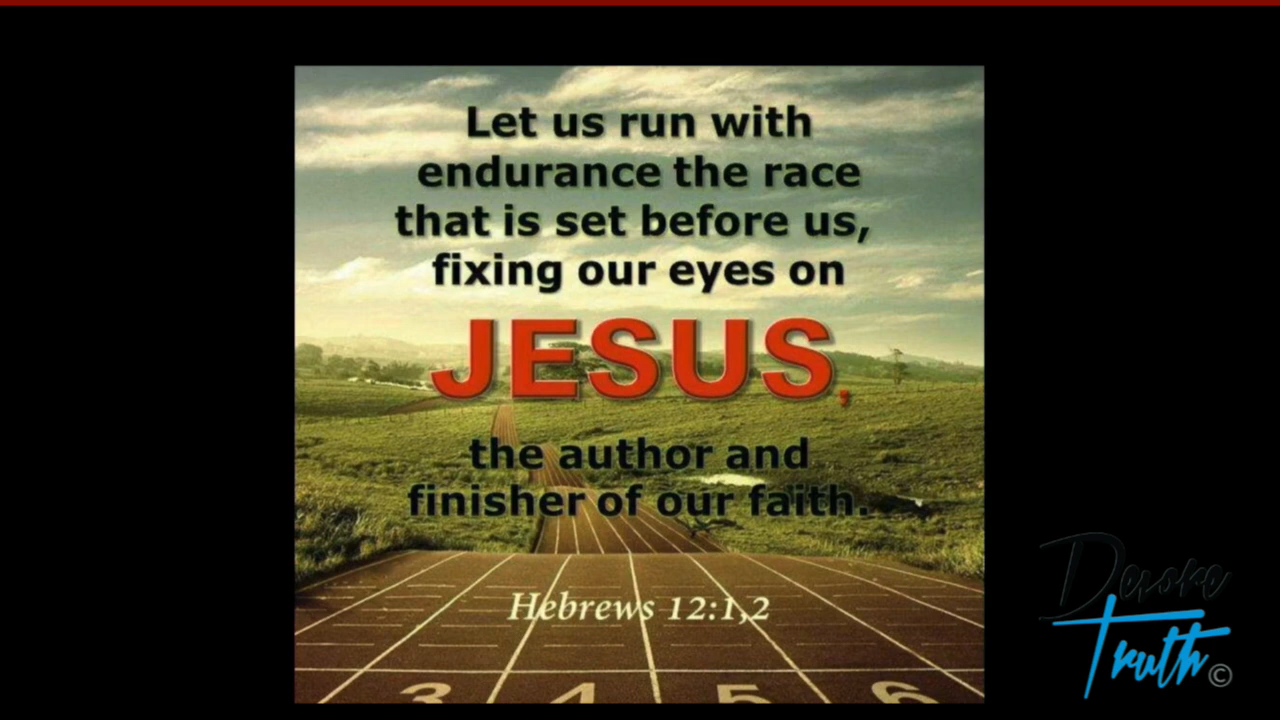 Let us run with
endurance the race
that is set before us,
fixing our eyes on
JESUS,
the author and
finisher of our faith.
Hebrews 12:1,2
3 4 5 6
Truth ©